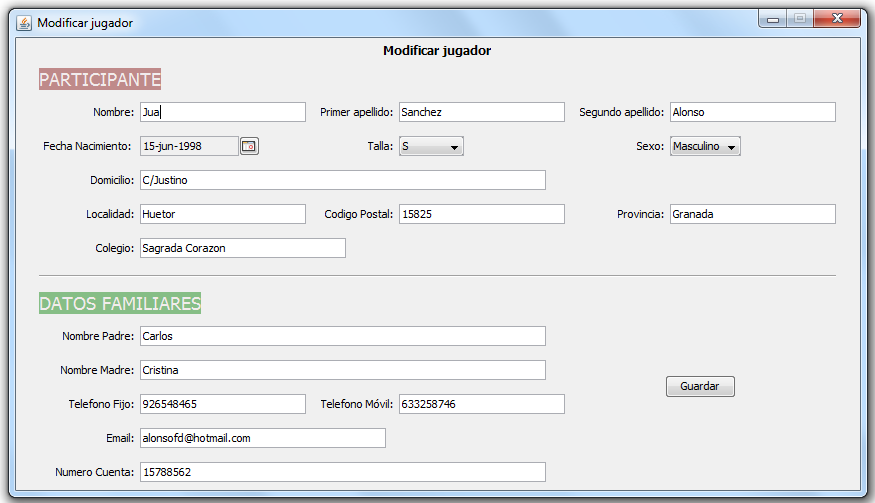 Modificar jugador
Modificar jugador
PARTICIPANTE
Nombre: Jua Primer apellido: Sanchez Segundo apellido: Alonso
Fecha Nacimiento: 15-jun-1998 Talla: S Sexo: Masculino
Domicilio: C/Justino
Localidad: Huetor Codigo Postal: 15825 Provincia: Granada
Colegio: Sagrada Corazon
DATOS FAMILIARES
Nombre Padre: Carlos
Nombre Madre: Cristina
Guardar
Telefono Fijo: 926548465 Telefono Móvil: 633258746
Email: alonsofd@hotmail.com
Numero Cuenta: 15788562